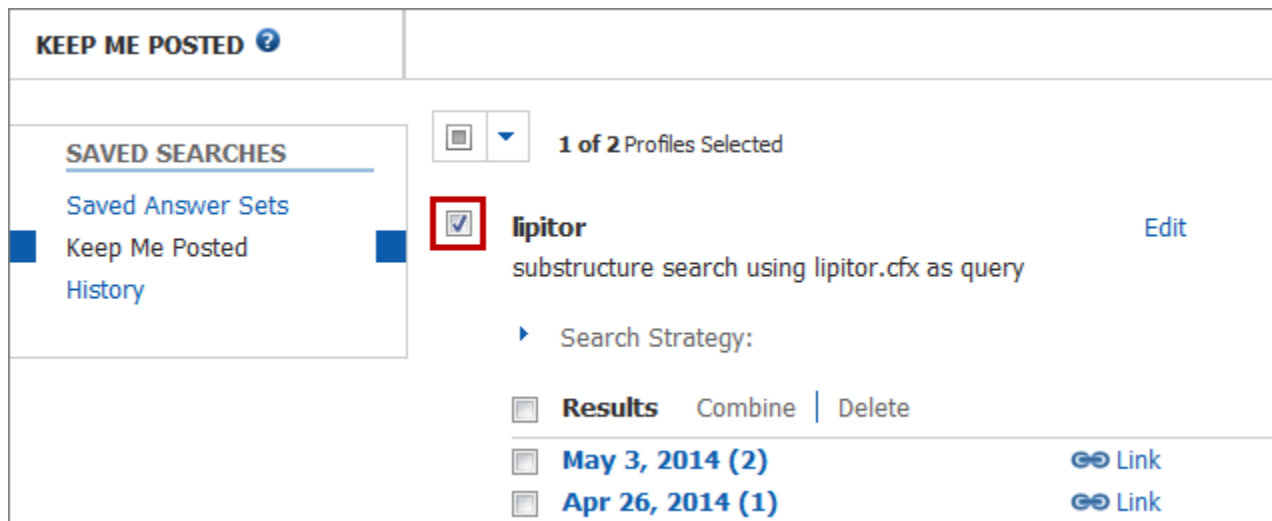 KEEP ME POSTED ?
SAVED SEARCHES
Saved Answer Sets
Keep Me Posted
History
1 of 2 Profiles Selected
lipitor Edit
substructure search using lipitor.cfx as query
Search Strategy:
Results Combine | Delete
May 3, 2014 (2) Link
Apr 26, 2014 (1) Link